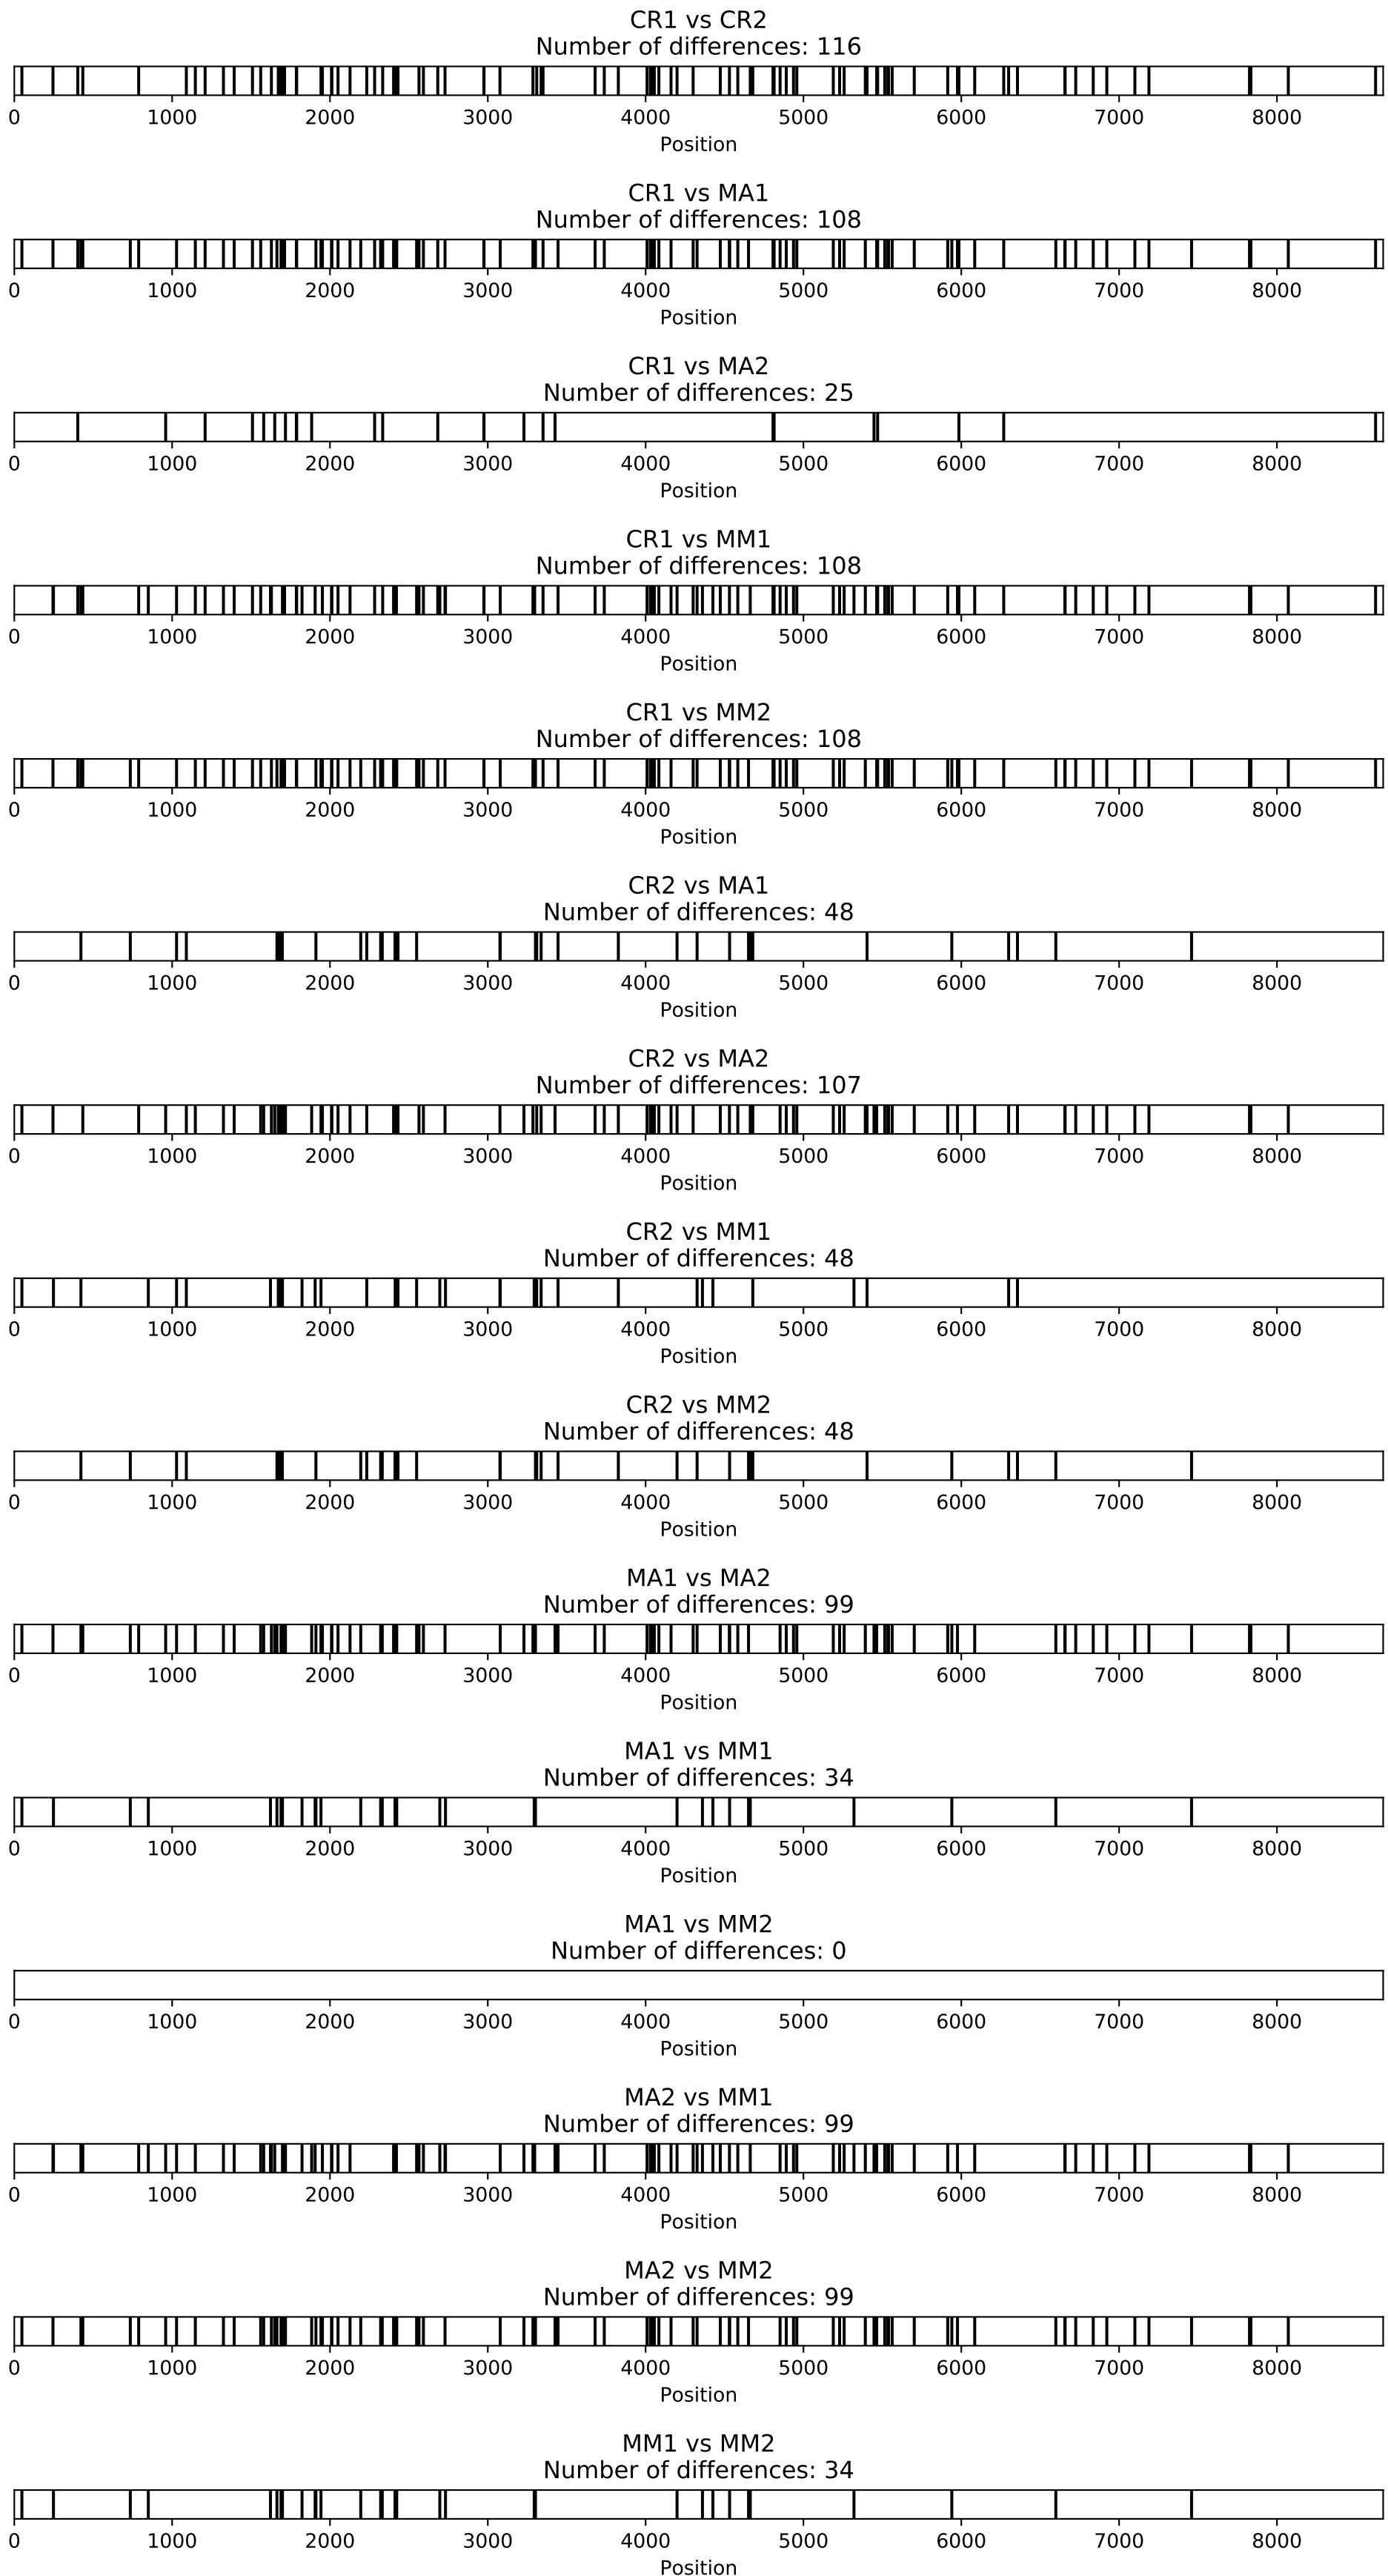 CR1 vs CR2
Number of differences: 116
0 1000 2000 3000 4000 5000 6000 7000 8000
Position
CR1 vs MA1
Number of differences: 108
0 1000 2000 3000 4000 5000 6000 7000 8000
Position
CR1 vs MA2
Number of differences: 25
0 1000 2000 3000 4000 5000 6000 7000 8000
Position
CR1 vs MM1
Number of differences: 108
0 1000 2000 3000 4000 5000 6000 7000 8000
Position
CR1 vs MM2
Number of differences: 108
0 1000 2000 3000 4000 5000 6000 7000 8000
Position
CR2 vs MA1
Number of differences: 48
0 1000 2000 3000 4000 5000 6000 7000 8000
Position
CR2 vs MA2
Number of differences: 107
0 1000 2000 3000 4000 5000 6000 7000 8000
Position
CR2 vs MM1
Number of differences: 48
0 1000 2000 3000 4000 5000 6000 7000 8000
Position
CR2 vs MM2
Number of differences: 48
0 1000 2000 3000 4000 5000 6000 7000 8000
Position
MA1 vs MA2
Number of differences: 99
0 1000 2000 3000 4000 5000 6000 7000 8000
Position
MA1 vs MM1
Number of differences: 34
0 1000 2000 3000 4000 5000 6000 7000 8000
Position
MA1 vs MM2
Number of differences: 0
0 1000 2000 3000 4000 5000 6000 7000 8000
Position
MA2 vs MM1
Number of differences: 99
0 1000 2000 3000 4000 5000 6000 7000 8000
Position
MA2 vs MM2
Number of differences: 99
0 1000 2000 3000 4000 5000 6000 7000 8000
Position
MM1 vs MM2
Number of differences: 34
0 1000 2000 3000 4000 5000 6000 7000 8000
Position